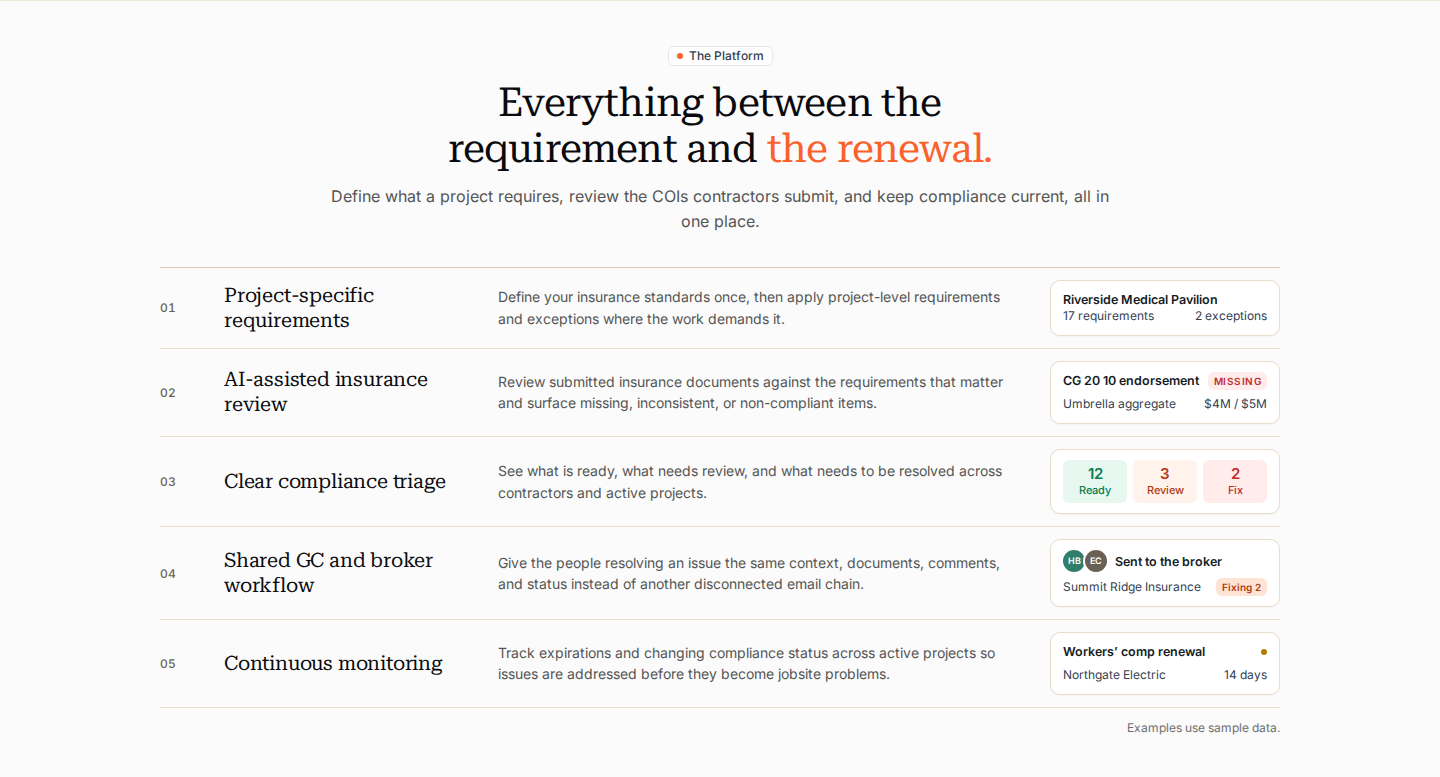 The Platform
Everything between the
requirement and the renewal.
Define what a project requires, review the COIs contractors submit, and keep compliance current, all in
one place.
01
Project-specific
requirements
Define your insurance standards once, then apply project-level requirements
and exceptions where the work demands it.
Riverside Medical Pavilion
17 requirements 2 exceptions
02
AI-assisted insurance
review
Review submitted insurance documents against the requirements that matter
and surface missing, inconsistent, or non-compliant items.
CG 20 10 endorsement MISSING
Umbrella aggregate $4M / $5M
03
Clear compliance triage
See what is ready, what needs review, and what needs to be resolved across
contractors and active projects.
12 3 2
Ready Review Fix
04
Shared GC and broker
workflow
Give the people resolving an issue the same context, documents, comments,
and status instead of another disconnected email chain.
HB EC Sent to the broker
Summit Ridge Insurance Fixing 2
05
Continuous monitoring
Track expirations and changing compliance status across active projects so
issues are addressed before they become jobsite problems.
Workers’ comp renewal
Northgate Electric 14 days
Examples use sample data.